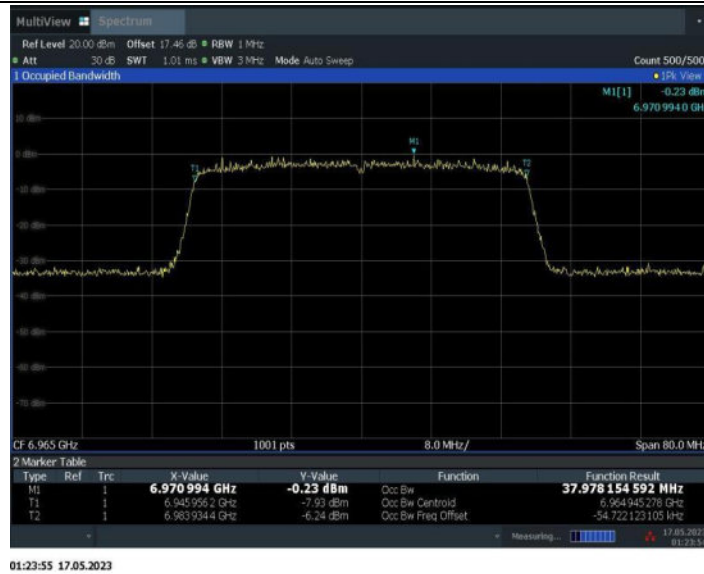 MultiView Spectrum
Ref Level 20.00 dBm Offset 17.46 dB RBW 1 MHz
Att 30 dB SWT 1.01 ms VBW 3 MHz Mode Auto Sweep Count 500/500
1 Occupied Bandwidth 1Pk View
M1[1] -0.23 dBm
6.970 994 0 GH
10 dBm
M1
0 dBm
T1 T2
-10 dBm
-20 dBm
-30 dBm
-40 dBm
-50 dBm
-60 dBm
-70 dBm
CF 6.965 GHz 1001 pts 8.0 MHz/ Span 80.0 MHz
2 Marker Table
Type Ref Trc X-Value Y-Value Function Function Result
M1 1 6.970 994 GHz -0.23 dBm Occ Bw 37.978 154 592 MHz
T1 1 6.945 956 2 GHz -7.93 dBm Occ Bw Centroid 6.964 945 278 GHz
T2 1 6.983 934 4 GHz -6.24 dBm Occ Bw Freq Offset -54.722 123 105 kHz
Measuring... 17.05.2023
01:23:54
01:23:55 17.05.2023